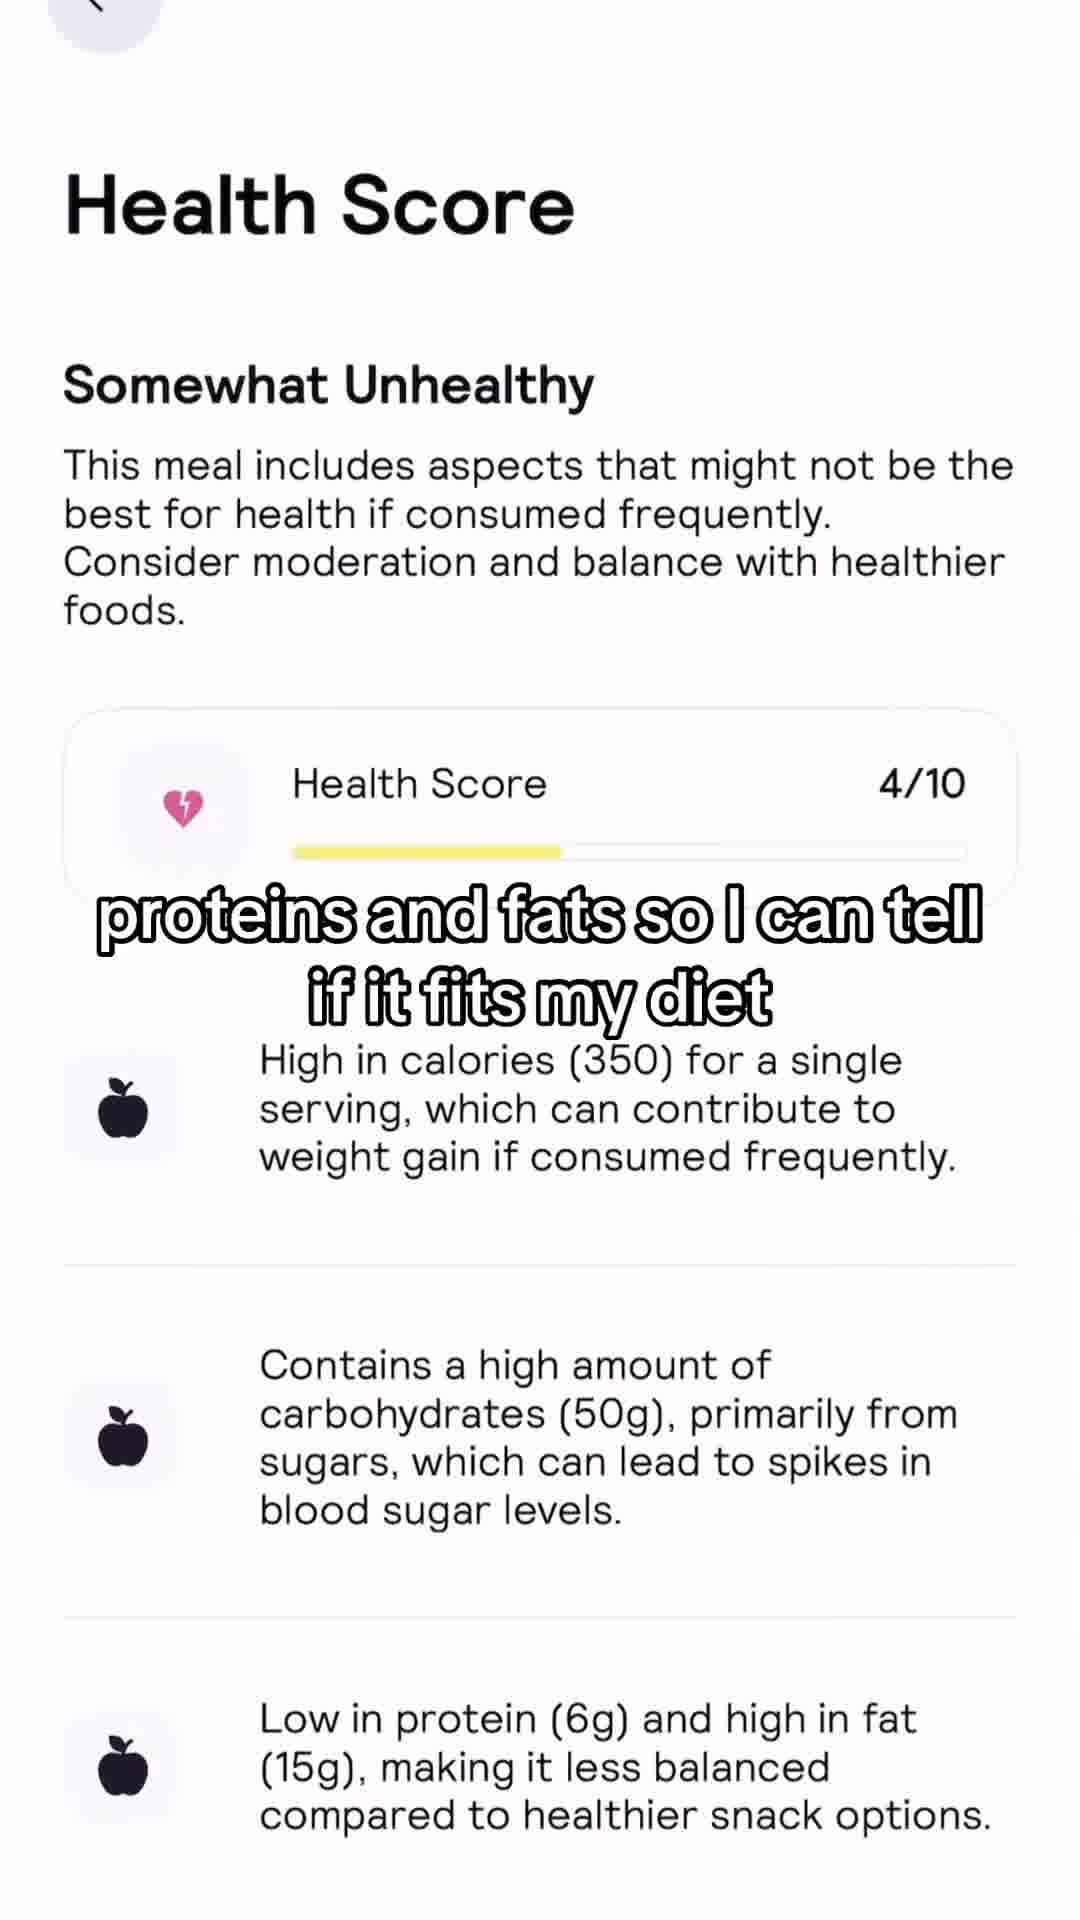 Health Score
Somewhat Unhealthy
This meal includes aspects that might not be the
best for health if consumed frequently.
Consider moderation and balance with healthier
foods.
Health Score
4/10
proteins and fats so I can tell
if it fits my diet
High in calories (350) for a single
serving, which can contribute to
weight gain if consumed frequently.
Contains a high amount of
carbohydrates (50g), primarily from
sugars, which can lead to spikes in
blood sugar levels.
Low in protein (6g) and high in fat
(15g), making it less balanced
compared to healthier snack options.